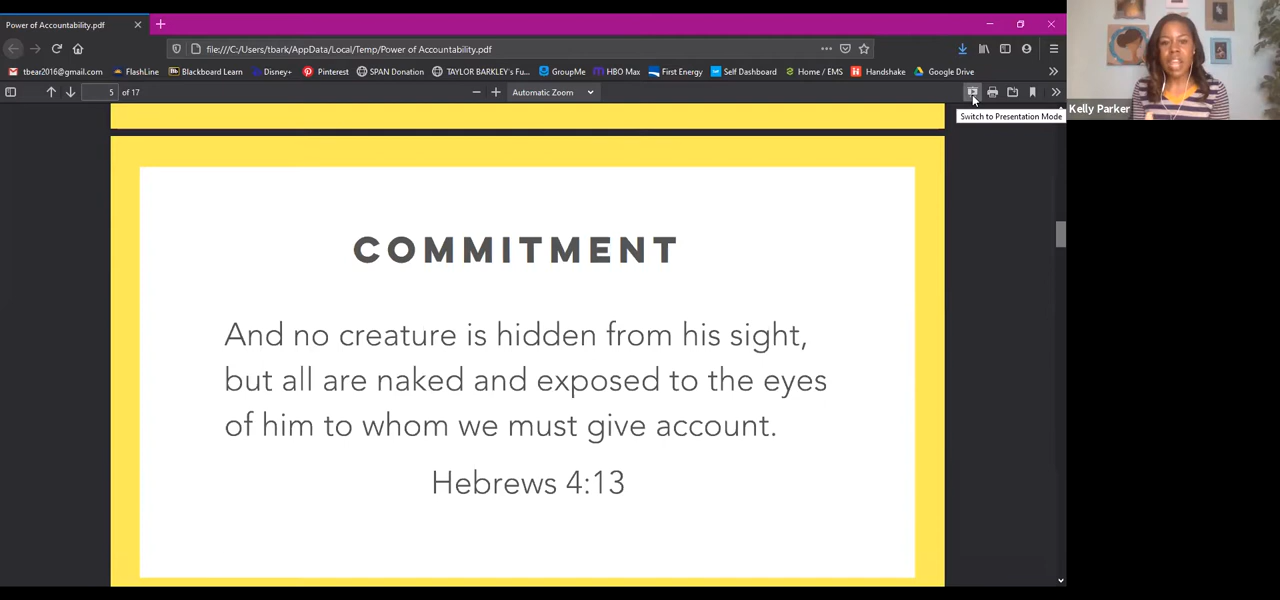 Power of Accountability.pdf
file:///C:/Users/tbark/AppData/Local/Temp/Power of Accountability.pdf
tbear2016@gmail.com FlashLine Blackboard Learn Disney+ Pinterest SPAN Donation TAYLOR BARKLEY's Fu... GroupMe HBO Max First Energy Self Dashboard Home / EMS Handshake Google Drive
5 of 17 Automatic Zoom
Switch to Presentation Mode
Kelly Parker
COMMITMENT
And no creature is hidden from his sight,
but all are naked and exposed to the eyes
of him to whom we must give account.
Hebrews 4:13